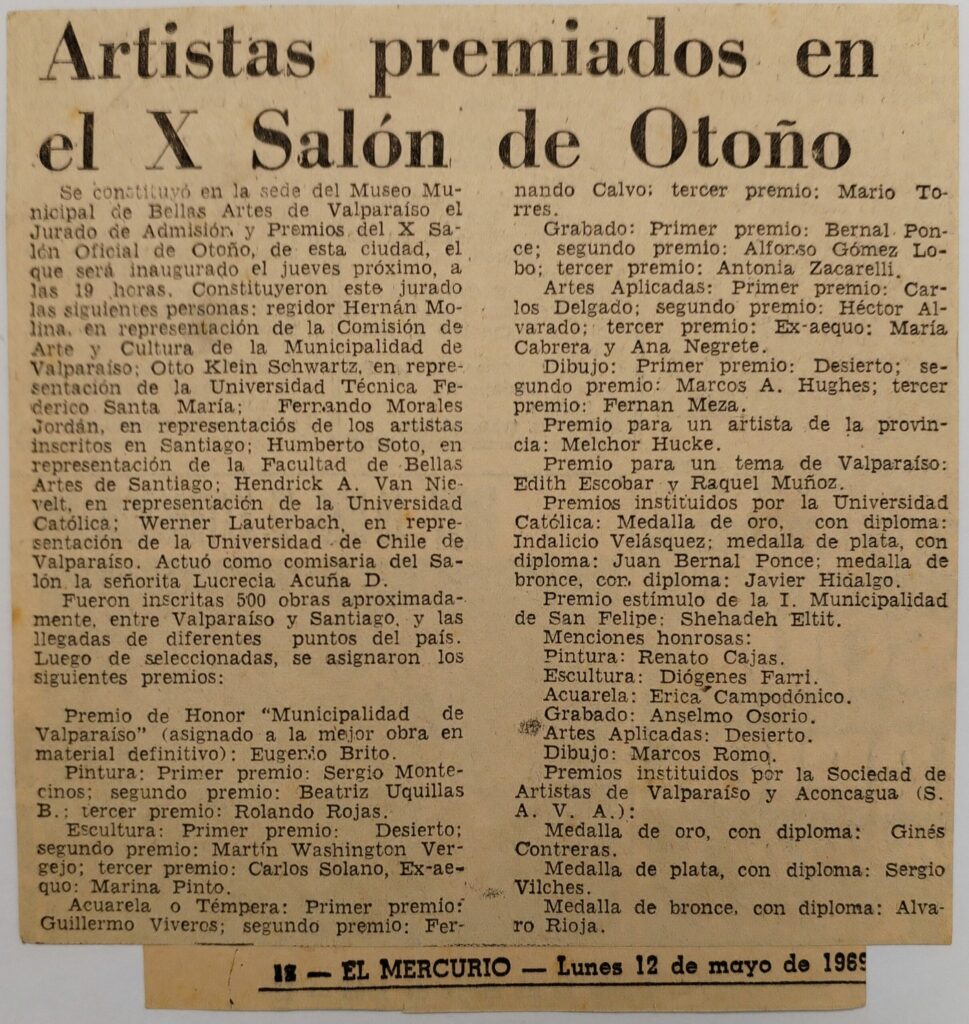 Artistas premiados en
el X Salón de Otoño
Se constituyó en la sede del Museo Mu-
nicipal de Bellas Artes de Valparaíso el
Jurado de Admisión y Premios del X Sa-
lón Oficial de Otoño, de esta ciudad, el
que será inaugurado el jueves próximo, a
las 19 horas. Constituyeron este jurado
las siguientes personas: regidor Hernán Mo-
lina, en representación de la Comisión de
Arte y Cultura de la Municipalidad de
Valparaíso; Otto Klein Schwartz, en repre-
sentación de la Universidad Técnica Fe-
derico Santa María; Fernando Morales
Jordán, en representaciós de los artistas
inscritos en Santiago; Humberto Soto, en
representación de la Facultad de Bellas
Artes de Santiago; Hendrick A. Van Nie-
velt, en representación de la Universidad
Católica; Werner Lauterbach, en repre-
sentación de la Universidad de Chile de
Valparaíso. Actuó como comisaria del Sa-
lón la señorita Lucrecia Acuña D.
Fueron inscritas 500 obras aproximada-
mente, entre Valparaíso y Santiago, y las
llegadas de diferentes puntos del país.
Luego de seleccionadas, se asignaron los
siguientes premios:
Premio de Honor "Municipalidad de
Valparaíso" (asignado a la mejor obra en
material definitivo): Eugenio Brito.
Pintura: Primer premio: Sergio Monte-
cinos; segundo premio: Beatriz Uquillas
B.; tercer premio: Rolando Rojas.
Escultura: Primer premio: Desierto;
segundo premio: Martín Washington Ver-
gejo; tercer premio: Carlos Solano, Ex-ae-
quo: Marina Pinto.
Acuarela o Témpera: Primer premio:
Guillermo Viveros; segundo premio: Fer-
nando Calvo; tercer premio: Mario To-
rres.
Grabado: Primer premio: Bernal Pon-
ce; segundo premio: Alfonso Gómez Lo-
bo; tercer premio: Antonia Zacarelli.
Artes Aplicadas: Primer premio: Car-
los Delgado; segundo premio: Héctor Al-
varado; tercer premio: Ex-aequo: María
Cabrera y Ana Negrete.
Dibujo: Primer premio: Desierto; se-
gundo premio: Marcos A. Hughes; tercer
premio: Fernan Meza.
Premio para un artista de la provin-
cia: Melchor Hucke.
Premio para un tema de Valparaíso:
Edith Escobar y Raquel Muñoz.
Premios instituidos por la Universidad
Católica: Medalla de oro, con diploma:
Indalicio Velásquez; medalla de plata, con
diploma: Juan Bernal Ponce; medalla de
bronce, con diploma: Javier Hidalgo.
Premio estímulo de la I. Municipalidad
de San Felipe: Shehadeh Eltit.
Menciones honrosas:
Pintura: Renato Cajas.
Escultura: Diógenes Farri.
Acuarela: Erica Campodónico.
Grabado: Anselmo Osorio.
Artes Aplicadas: Desierto.
Dibujo: Marcos Romo.
Premios instituidos por la Sociedad de
Artistas de Valparaíso y Aconcagua (S.
A. V. A.):
Medalla de oro, con diploma: Ginés
Contreras.
Medalla de plata, con diploma: Sergio
Vilches.
Medalla de bronce, con diploma: Alva-
ro Rioja.
18 — EL MERCURIO — Lunes 12 de mayo de 1969